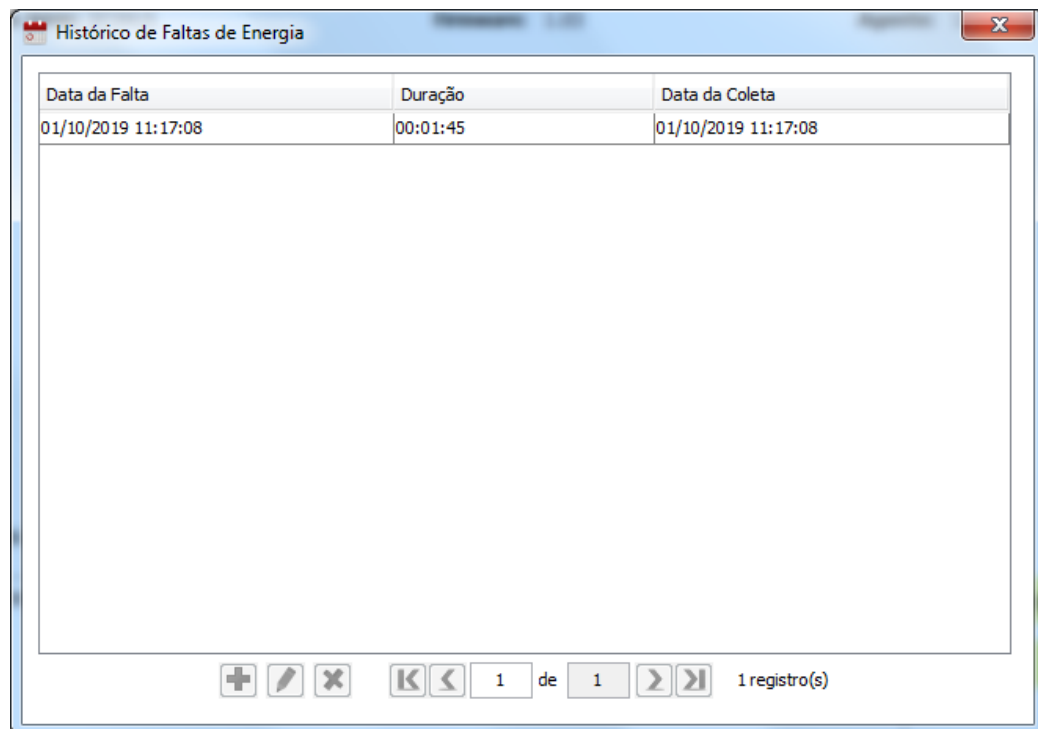 Histórico de Faltas de Energia
Data da Falta Duração Data da Coleta
01/10/2019 11:17:08 00:01:45 01/10/2019 11:17:08
1 de 1 1 registro(s)